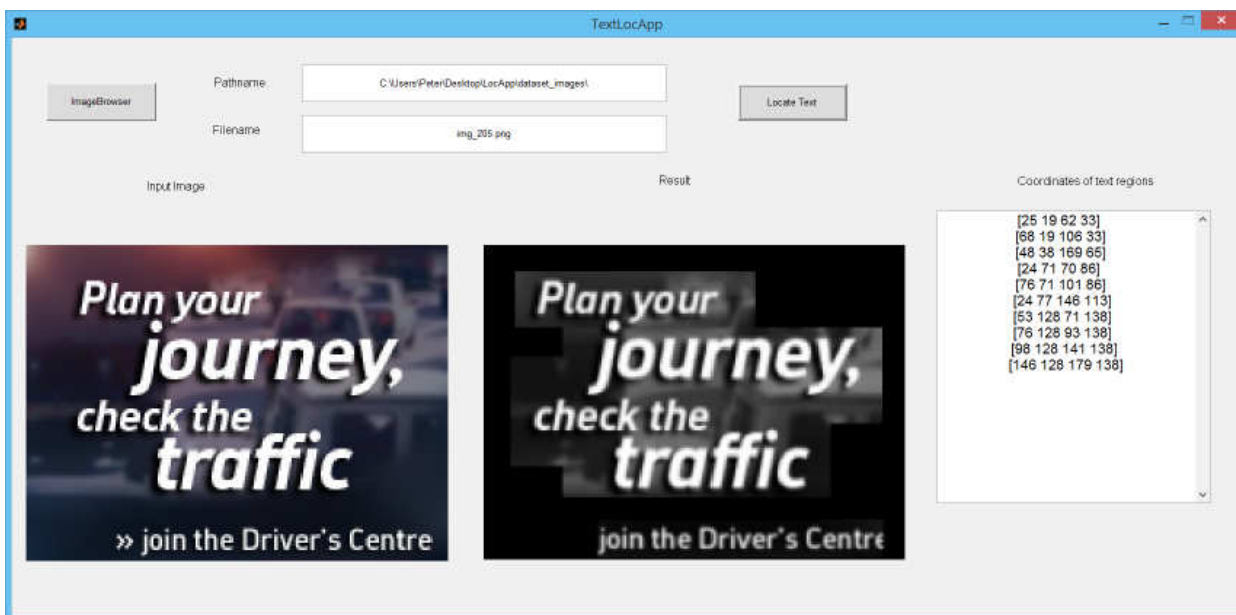 TextLocApp
Pathname
C:\Users\Peter\Desktop\LocApp\dataset_images\
ImageBrowser
Locate Text
Filename
img_205.png
Input Image
Result
Coordinates of text regions
Plan your
journey,
check the
traffic
» join the Driver's Centre
Plan your
journey,
check the
traffic
join the Driver's Centre
[25 19 62 33]
[68 19 106 33]
[48 38 169 65]
[24 71 70 86]
[76 71 101 86]
[24 77 146 113]
[53 128 71 138]
[76 128 93 138]
[98 128 141 138]
[146 128 179 138]